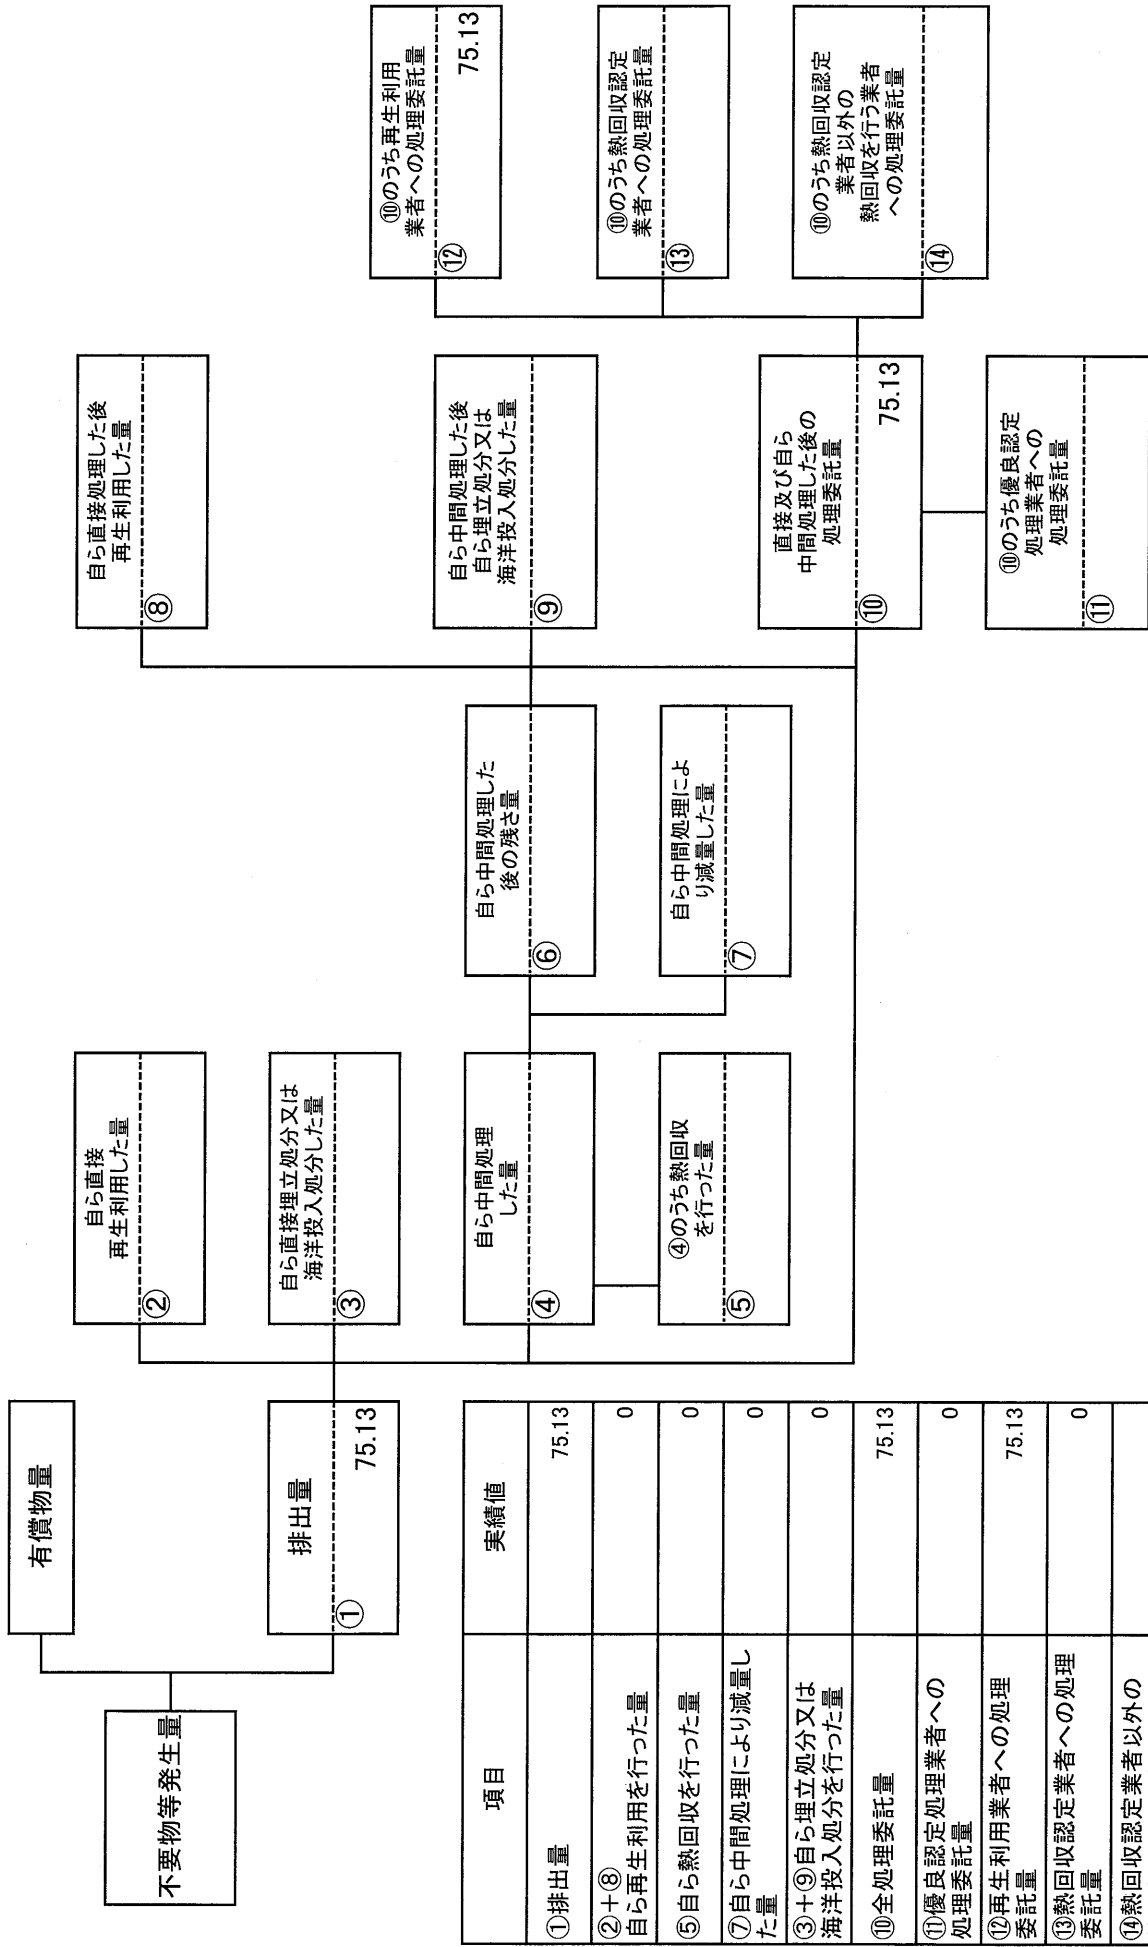 不要物等発生量
有償物量
排出量
①
75.13
自ら直接
再生利用した量
②
自ら直接埋立処分又は
海洋投入処分した量
③
自ら中間処理
した量
④
④のうち熱回収
を行った量
⑤
自ら中間処理した
後の残さ量
⑥
自ら中間処理によ
り減量した量
⑦
自ら直接処理した後
再生利用した量
⑧
自ら中間処理した後
自ら埋立処分又は
海洋投入処分した量
⑨
直接及び自ら
中間処理した後の
処理委託量
⑩
75.13
⑩のうち優良認定
処理業者への
処理委託量
⑪
⑩のうち再生利用
業者への処理委託量
⑫
75.13
⑩のうち熱回収認定
業者への処理委託量
⑬
⑩のうち熱回収認定
業者以外の
熱回収を行う業者
への処理委託量
⑭
項目
実績値
①排出量
75.13
②＋⑧
自ら再生利用を行った量
0
⑤自ら熱回収を行った量
0
⑦自ら中間処理により減量し
た量
0
③＋⑨自ら埋立処分又は
海洋投入処分を行った量
0
⑩全処理委託量
75.13
⑪優良認定処理業者への
処理委託量
0
⑫再生利用業者への処理
委託量
75.13
⑬熱回収認定業者への処理
委託量
0
⑭熱回収認定業者以外の